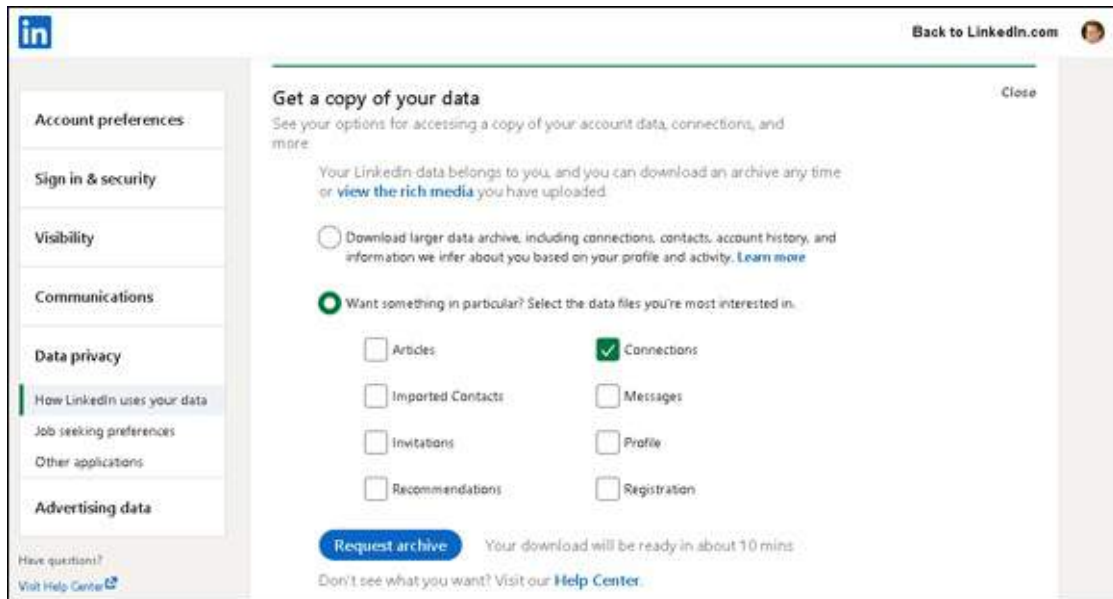 in
Back to LinkedIn.com
Account preferences
Sign in & security
Visibility
Communications
Data privacy
How LinkedIn uses your data
Job seeking preferences
Other applications
Advertising data
Have questions?
Visit Help Center
Get a copy of your data
Close
See your options for accessing a copy of your account data, connections, and
more
Your LinkedIn data belongs to you, and you can download an archive any time
or view the rich media you have uploaded.
Download larger data archive, including connections, contacts, account history, and
information we infer about you based on your profile and activity. Learn more
Want something in particular? Select the data files you're most interested in.
Articles
Connections
Imported Contacts
Messages
Invitations
Profile
Recommendations
Registration
Request archive
Your download will be ready in about 10 mins
Don't see what you want? Visit our Help Center.